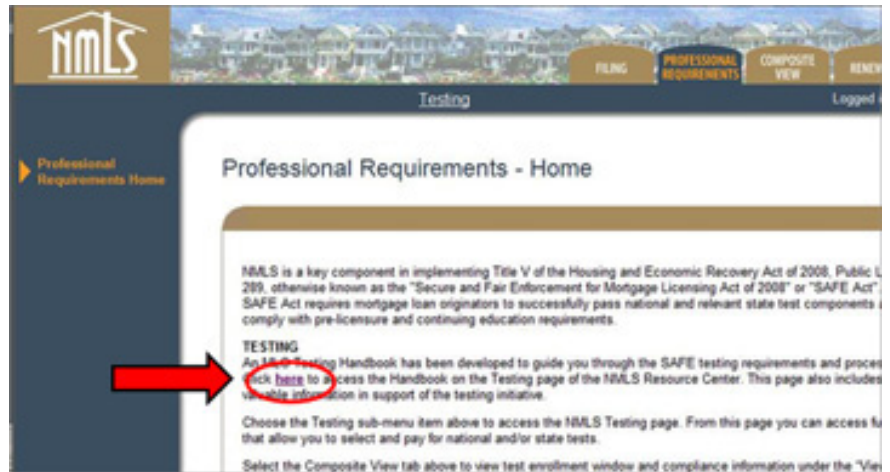 NMLS
FILING
PROFESSIONAL
REQUIREMENTS
COMPOSITE
VIEW
Testing
Logged
Professional
Requirements Home
Professional Requirements - Home
NMLS is a key component in implementing Title V of the Housing and Economic Recovery Act of 2008, Public L
289, otherwise known as the "Secure and Fair Enforcement for Mortgage Licensing Act of 2008" or "SAFE Act".
SAFE Act requires mortgage loan originators to successfully pass national and relevant state test components
comply with pre-licensure and continuing education requirements.
TESTING
An MLO Testing Handbook has been developed to guide you through the SAFE testing requirements and proces
Click here to access the Handbook on the Testing page of the NMLS Resource Center. This page also includes
valuable information in support of the testing initiative.
Choose the Testing sub-menu item above to access the NMLS Testing page. From this page you can access fu
that allow you to select and pay for national and/or state tests.
Select the Composite View tab above to view test enrollment window and compliance information under the "View